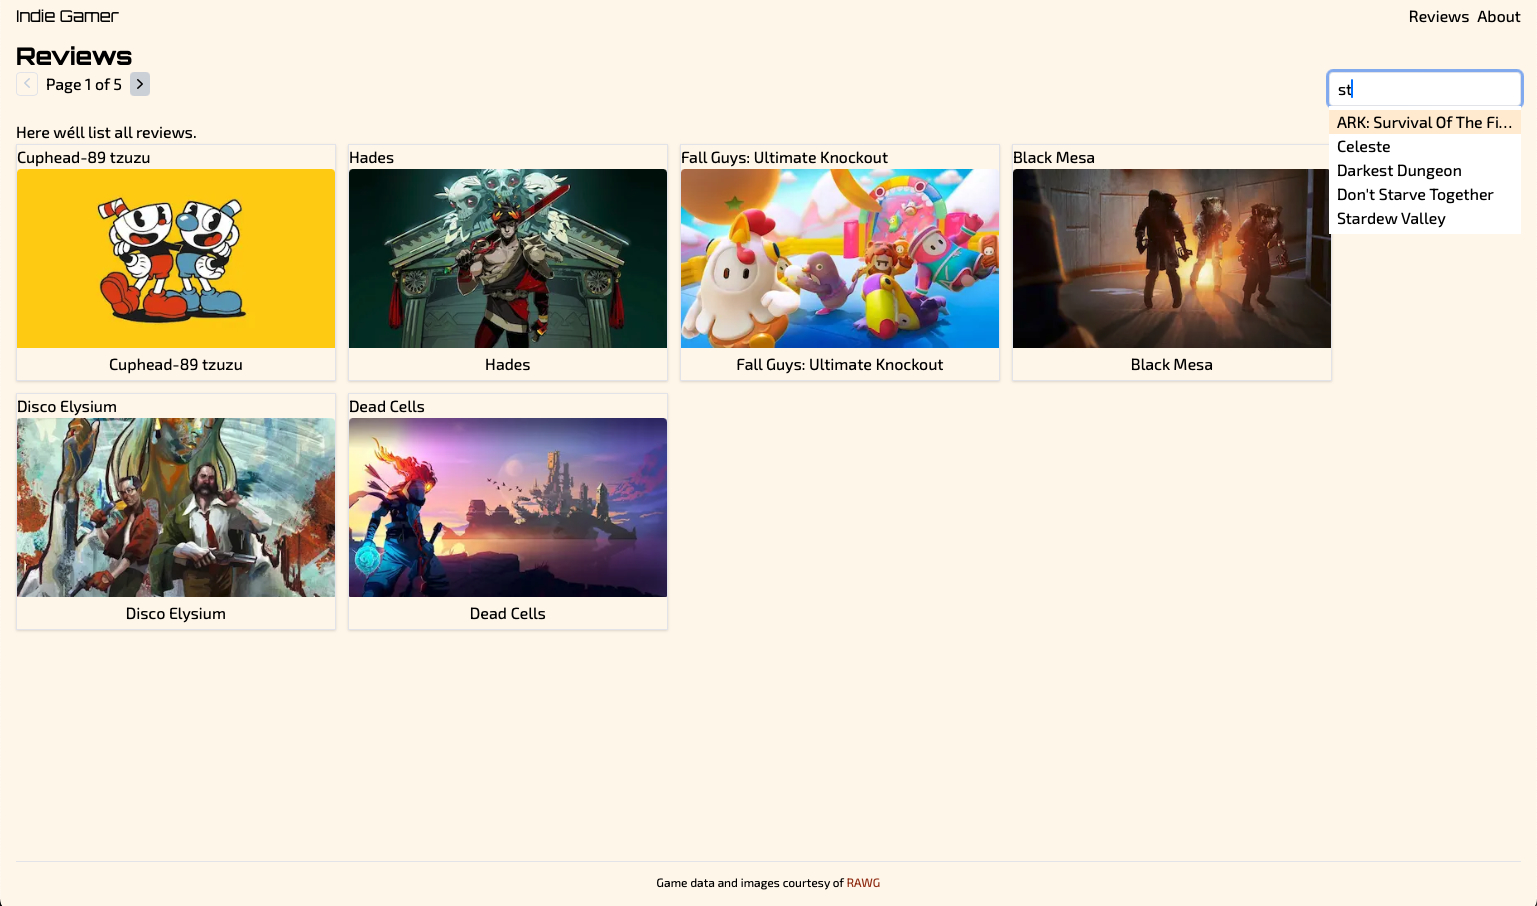 Indie Gamer
Reviews About
Reviews
Page 1 of 5
st
ARK: Survival Of The Fi…
Celeste
Darkest Dungeon
Don't Starve Together
Stardew Valley
Here wéll list all reviews.
Cuphead-89 tzuzu
Hades
Fall Guys: Ultimate Knockout
Black Mesa
Cuphead-89 tzuzu
Hades
Fall Guys: Ultimate Knockout
Black Mesa
Disco Elysium
Dead Cells
Disco Elysium
Dead Cells
Game data and images courtesy of RAWG